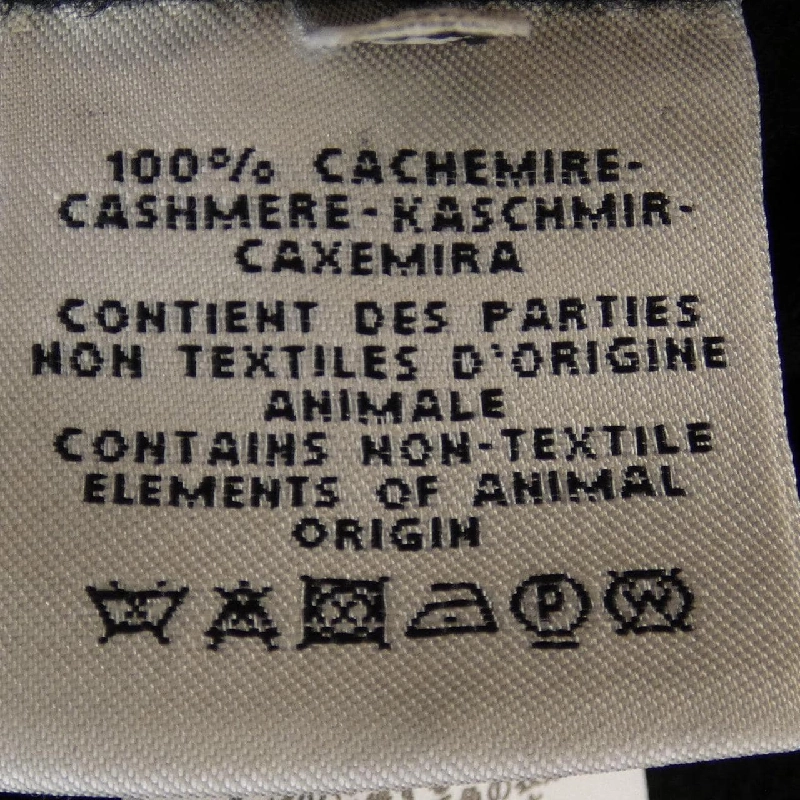 100% CACHEMIRE-
CASHMERE-KASCHMIR-
CAXEMIRA
CONTIENT DES PARTIES
NON TEXTILES D'ORIGINE
ANIMALE
CONTAINS NON-TEXTILE
ELEMENTS OF ANIMAL
ORIGIN
P W